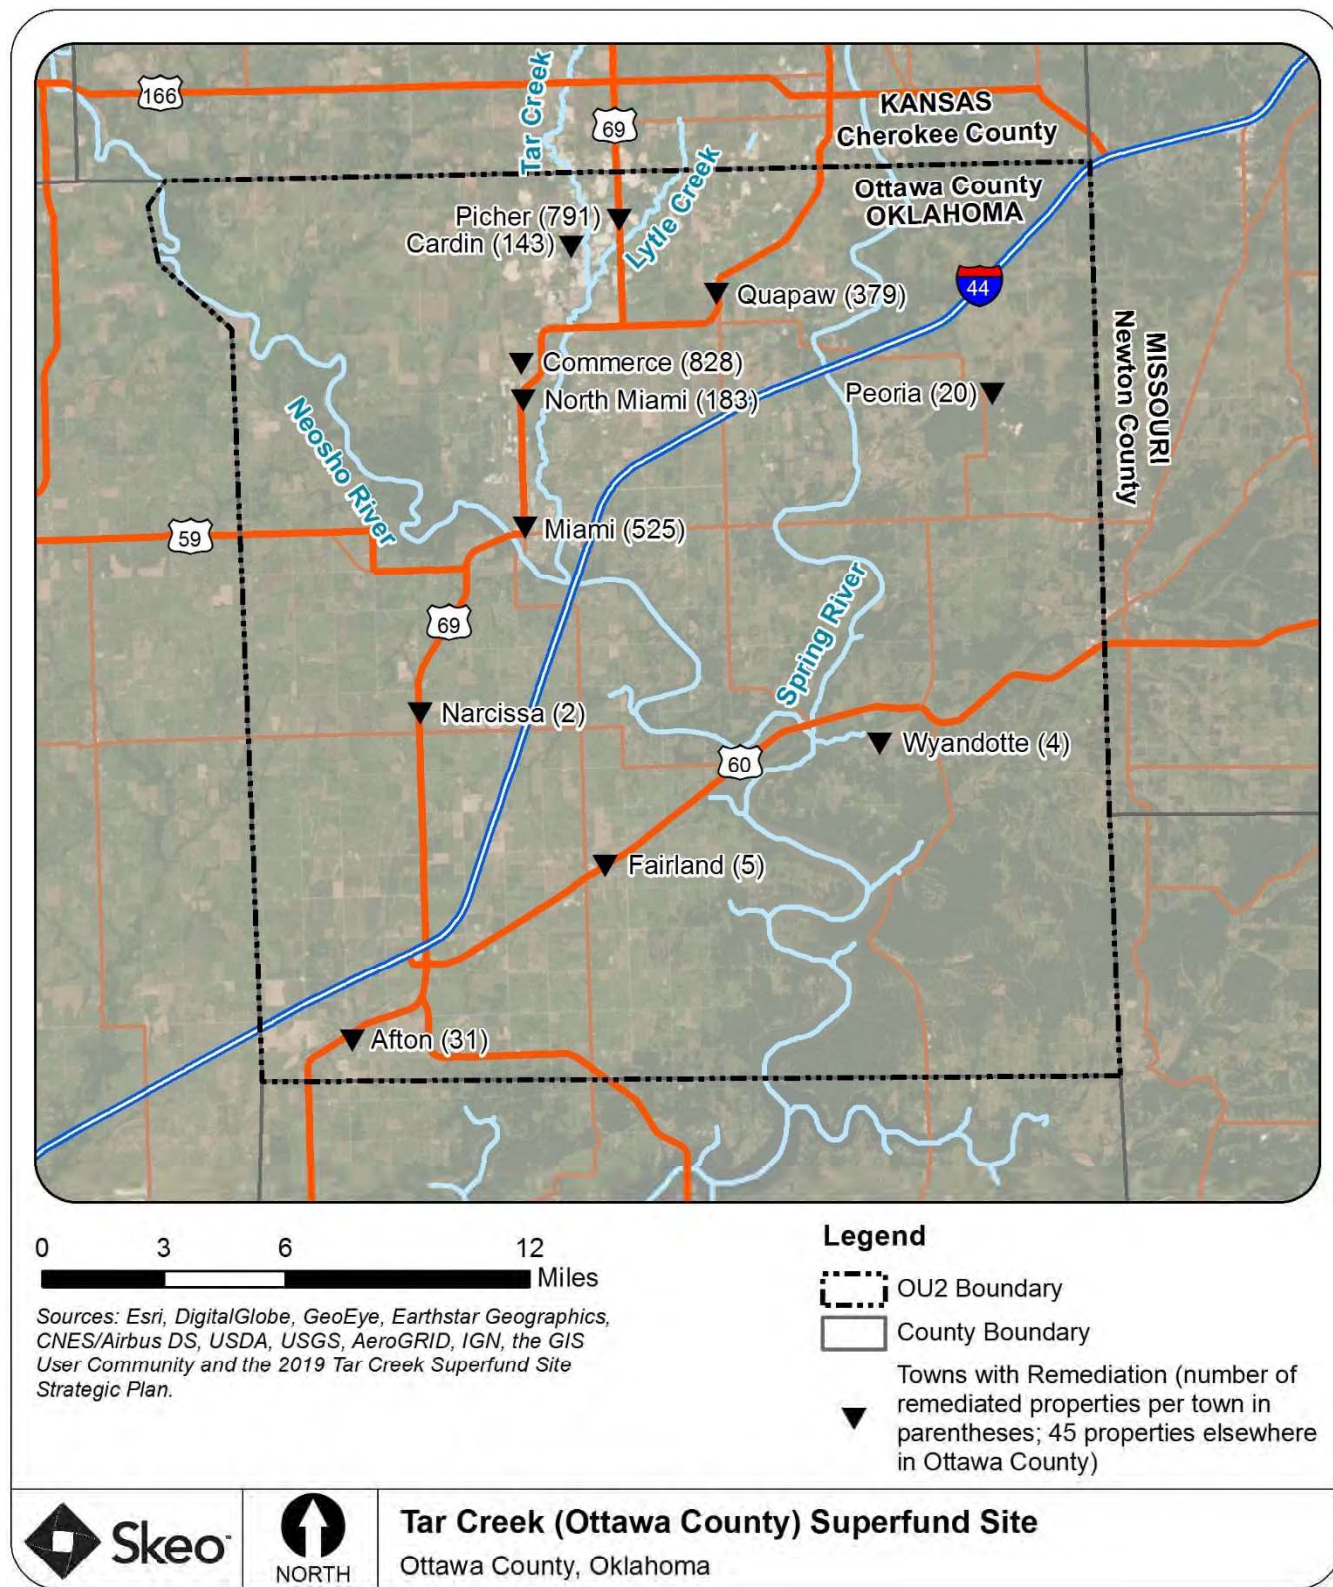 166
Tar Creek
69
KANSAS
Cherokee County
Ottawa County
OKLAHOMA
Picher (791)
Lytle Creek
Cardin (143)
44
Quapaw (379)
MISSOURI
Newton County
Commerce (828)
North Miami (183)
Peoria (20)
Neosho River
59
Miami (525)
69
Spring River
Narcissa (2)
Wyandotte (4)
60
Fairland (5)
Afton (31)
0 3 6 12
Miles
Sources: Esri, DigitalGlobe, GeoEye, Earthstar Geographics,
CNES/Airbus DS, USDA, USGS, AeroGRID, IGN, the GIS
User Community and the 2019 Tar Creek Superfund Site
Strategic Plan.
Legend
OU2 Boundary
County Boundary
Towns with Remediation (number of
remediated properties per town in
parentheses; 45 properties elsewhere
in Ottawa County)
Skeo™
NORTH
Tar Creek (Ottawa County) Superfund Site
Ottawa County, Oklahoma